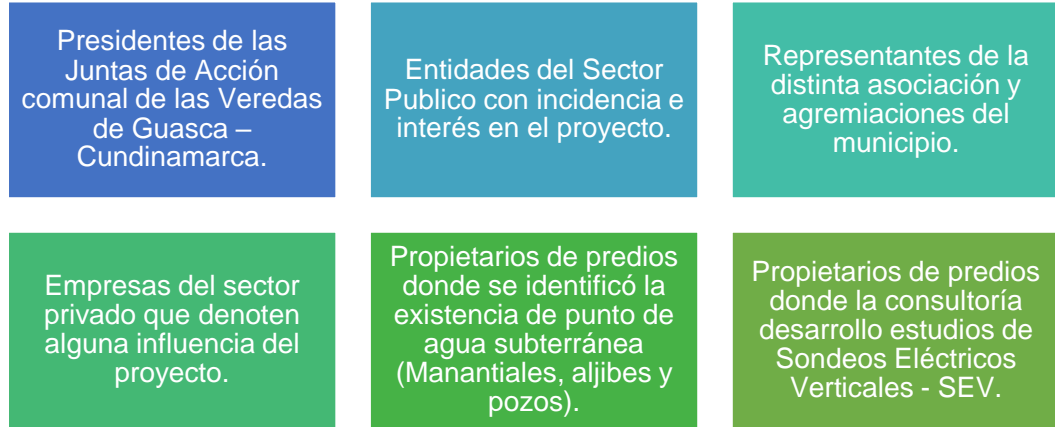 Presidentes de las
Juntas de Acción
comunal de las Veredas
de Guasca –
Cundinamarca.
Entidades del Sector
Publico con incidencia e
interés en el proyecto.
Representantes de la
distinta asociación y
agremiaciones del
municipio.
Empresas del sector
privado que denoten
alguna influencia del
proyecto.
Propietarios de predios
donde se identificó la
existencia de punto de
agua subterránea
(Manantiales, aljibes y
pozos).
Propietarios de predios
donde la consultoría
desarrollo estudios de
Sondeos Eléctricos
Verticales - SEV.